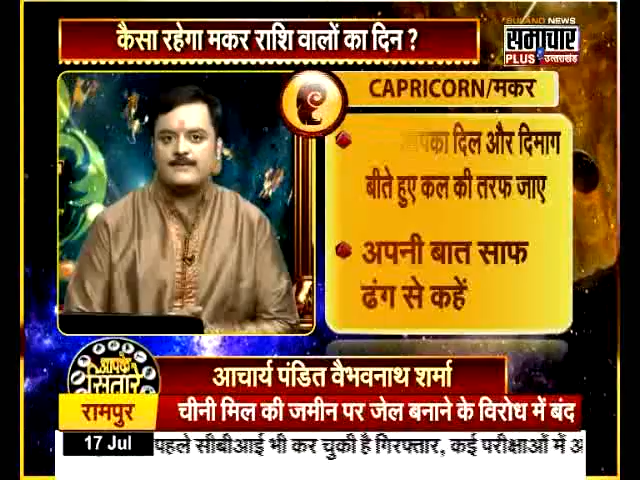 कैसा रहेगा मकर राशि वालों का दिन ?
NEWS
समाचार
PLUS उत्तराखंड
CAPRICORN/मकर
दिल और दिमाग
बीते हुए कल की तरफ जाए
अपनी बात साफ
ढंग से कहें
आपके
सितारे
आचार्य पंडित वैभवनाथ शर्मा
रामपुर चीनी मिल की जमीन पर जेल बनाने के विरोध में बंद
17 Jul पहले सीबीआई भी कर चुकी है गिरफ्तार, कई परीक्षाओं में